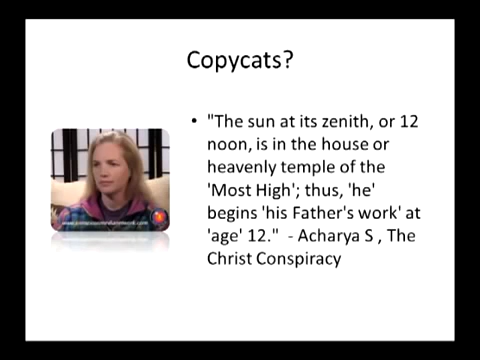 Copycats?
• "The sun at its zenith, or 12
noon, is in the house or
heavenly temple of the
'Most High'; thus, 'he'
begins 'his Father's work' at
'age' 12." - Acharya S , The
Christ Conspiracy